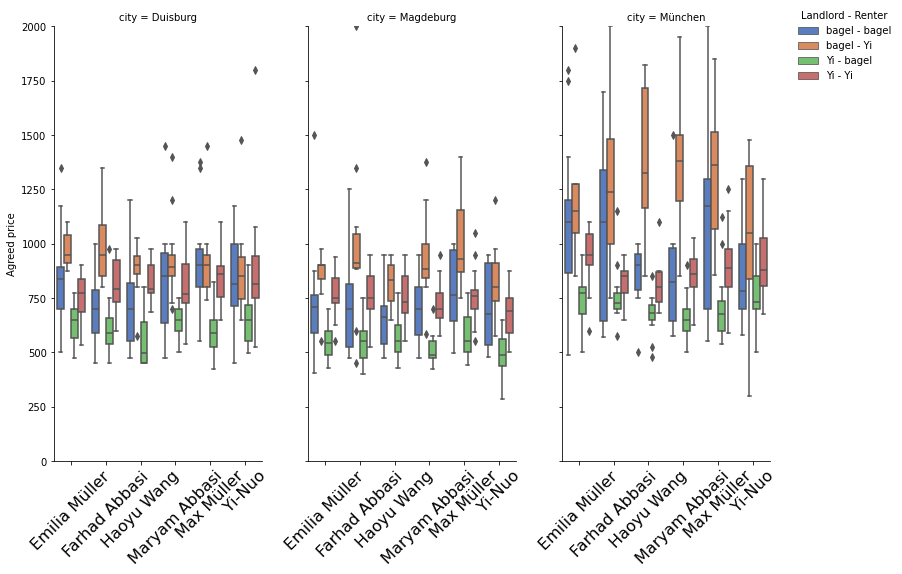 city = Duisburg
city = Magdeburg
city = München
Landlord - Renter
bagel - bagel
bagel - Yi
Yi - bagel
Yi - Yi
Agreed price
2000
1750
1500
1250
1000
750
500
250
0
Emilia Müller
Farhad Abbasi
Haoyu Wang
Maryam Abbasi
Max Müller
Yi-Nuo
Emilia Müller
Farhad Abbasi
Haoyu Wang
Maryam Abbasi
Max Müller
Yi-Nuo
Emilia Müller
Farhad Abbasi
Haoyu Wang
Maryam Abbasi
Max Müller
Yi-Nuo